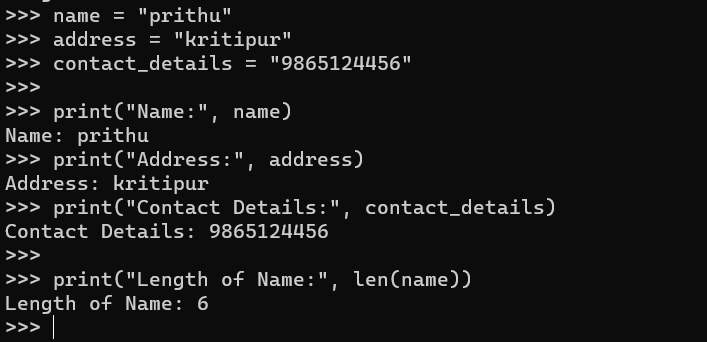 >>> name = "prithu"
>>> address = "kritipur"
>>> contact_details = "9865124456"
>>>
>>> print("Name:", name)
Name: prithu
>>> print("Address:", address)
Address: kritipur
>>> print("Contact Details:", contact_details)
Contact Details: 9865124456
>>>
>>> print("Length of Name:", len(name))
Length of Name: 6
>>>